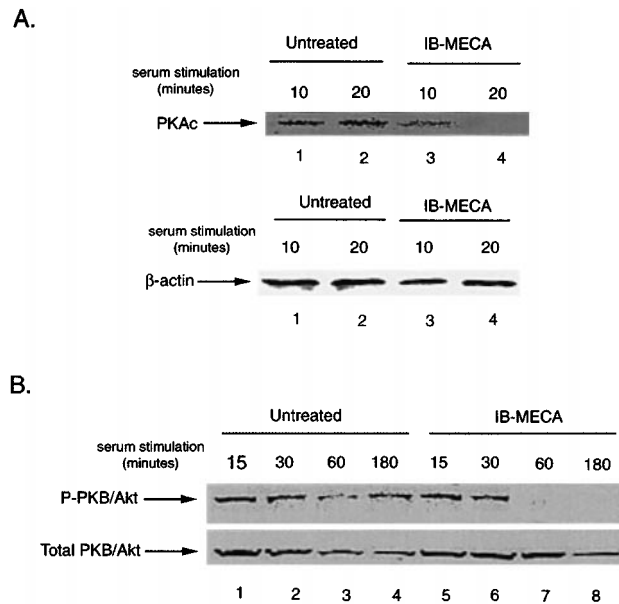 A.
Untreated IB-MECA
serum stimulation
(minutes)
10 20 10 20
PKAc
1 2 3 4
Untreated IB-MECA
serum stimulation
(minutes)
10 20 10 20
β-actin
1 2 3 4
B.
Untreated IB-MECA
serum stimulation
(minutes)
15 30 60 180 15 30 60 180
P-PKB/Akt
Total PKB/Akt
1 2 3 4 5 6 7 8